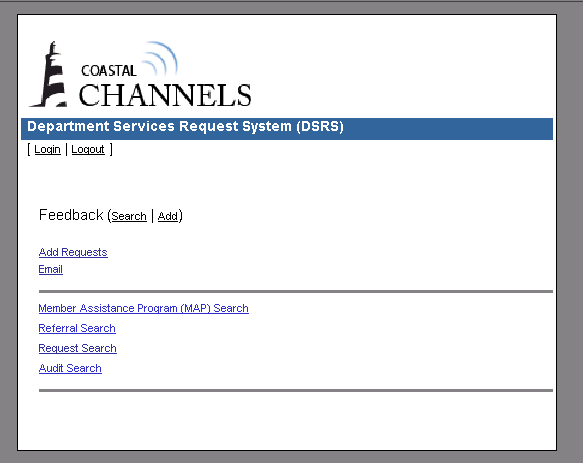 COASTAL
CHANNELS
Department Services Request System (DSRS)
[ Login | Logout ]
Feedback (Search | Add)
Add Requests
Email
Member Assistance Program (MAP) Search
Referral Search
Request Search
Audit Search